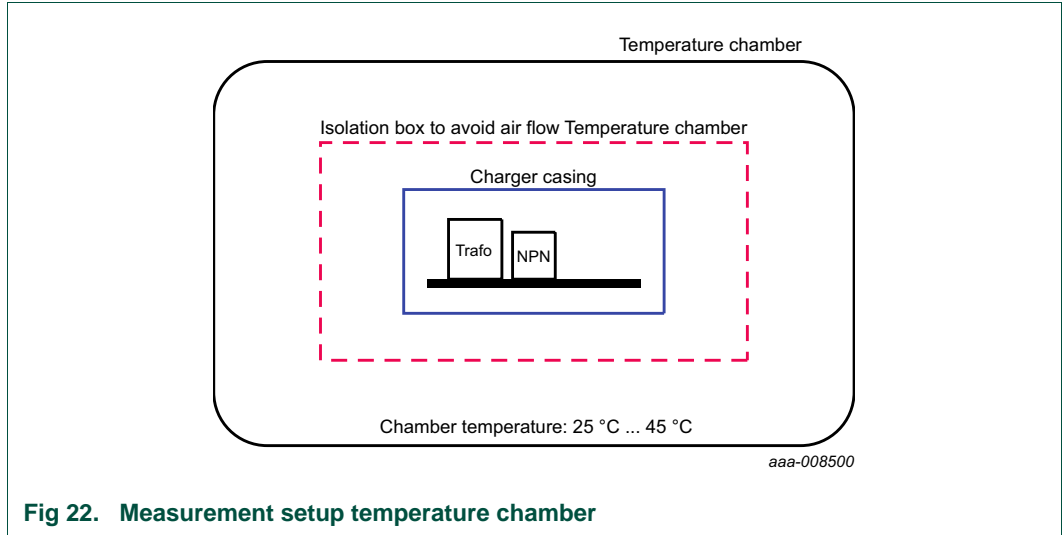 Temperature chamber
Isolation box to avoid air flow Temperature chamber
Charger casing
Trafo
NPN
Chamber temperature: 25 °C ... 45 °C
aaa-008500
Fig 22. Measurement setup temperature chamber